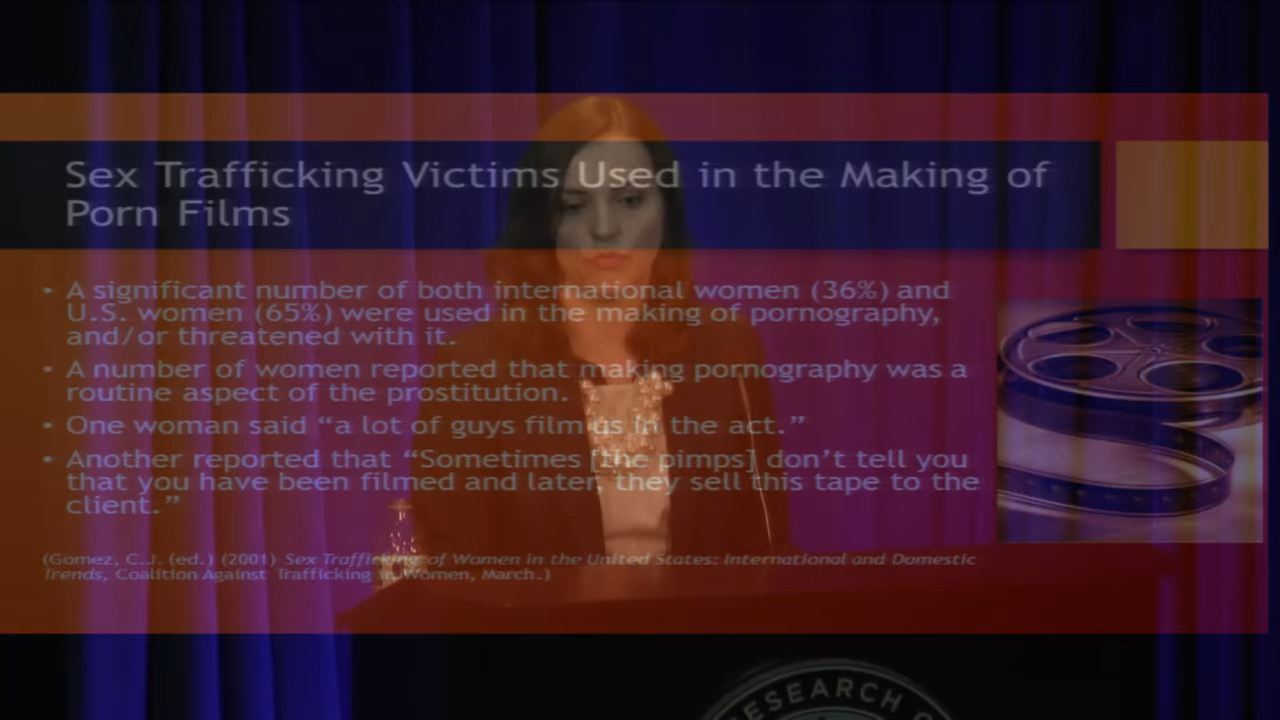 Sex Trafficking Victims Used in the Making of
Porn Films
• A significant number of both international women (36%) and
U.S. women (65%) were used in the making of pornography,
and/or threatened with it.
• A number of women reported that making pornography was a
routine aspect of the prostitution.
• One woman said “a lot of guys film us in the act.”
• Another reported that “Sometimes [the pimps] don’t tell you
that you have been filmed and later, they sell this tape to the
client.”
(Gomez, C.J. (ed.) (2001) Sex Trafficking of Women in the United States: International and Domestic
Trends, Coalition Against Trafficking in Women, March.)
RESEARCH